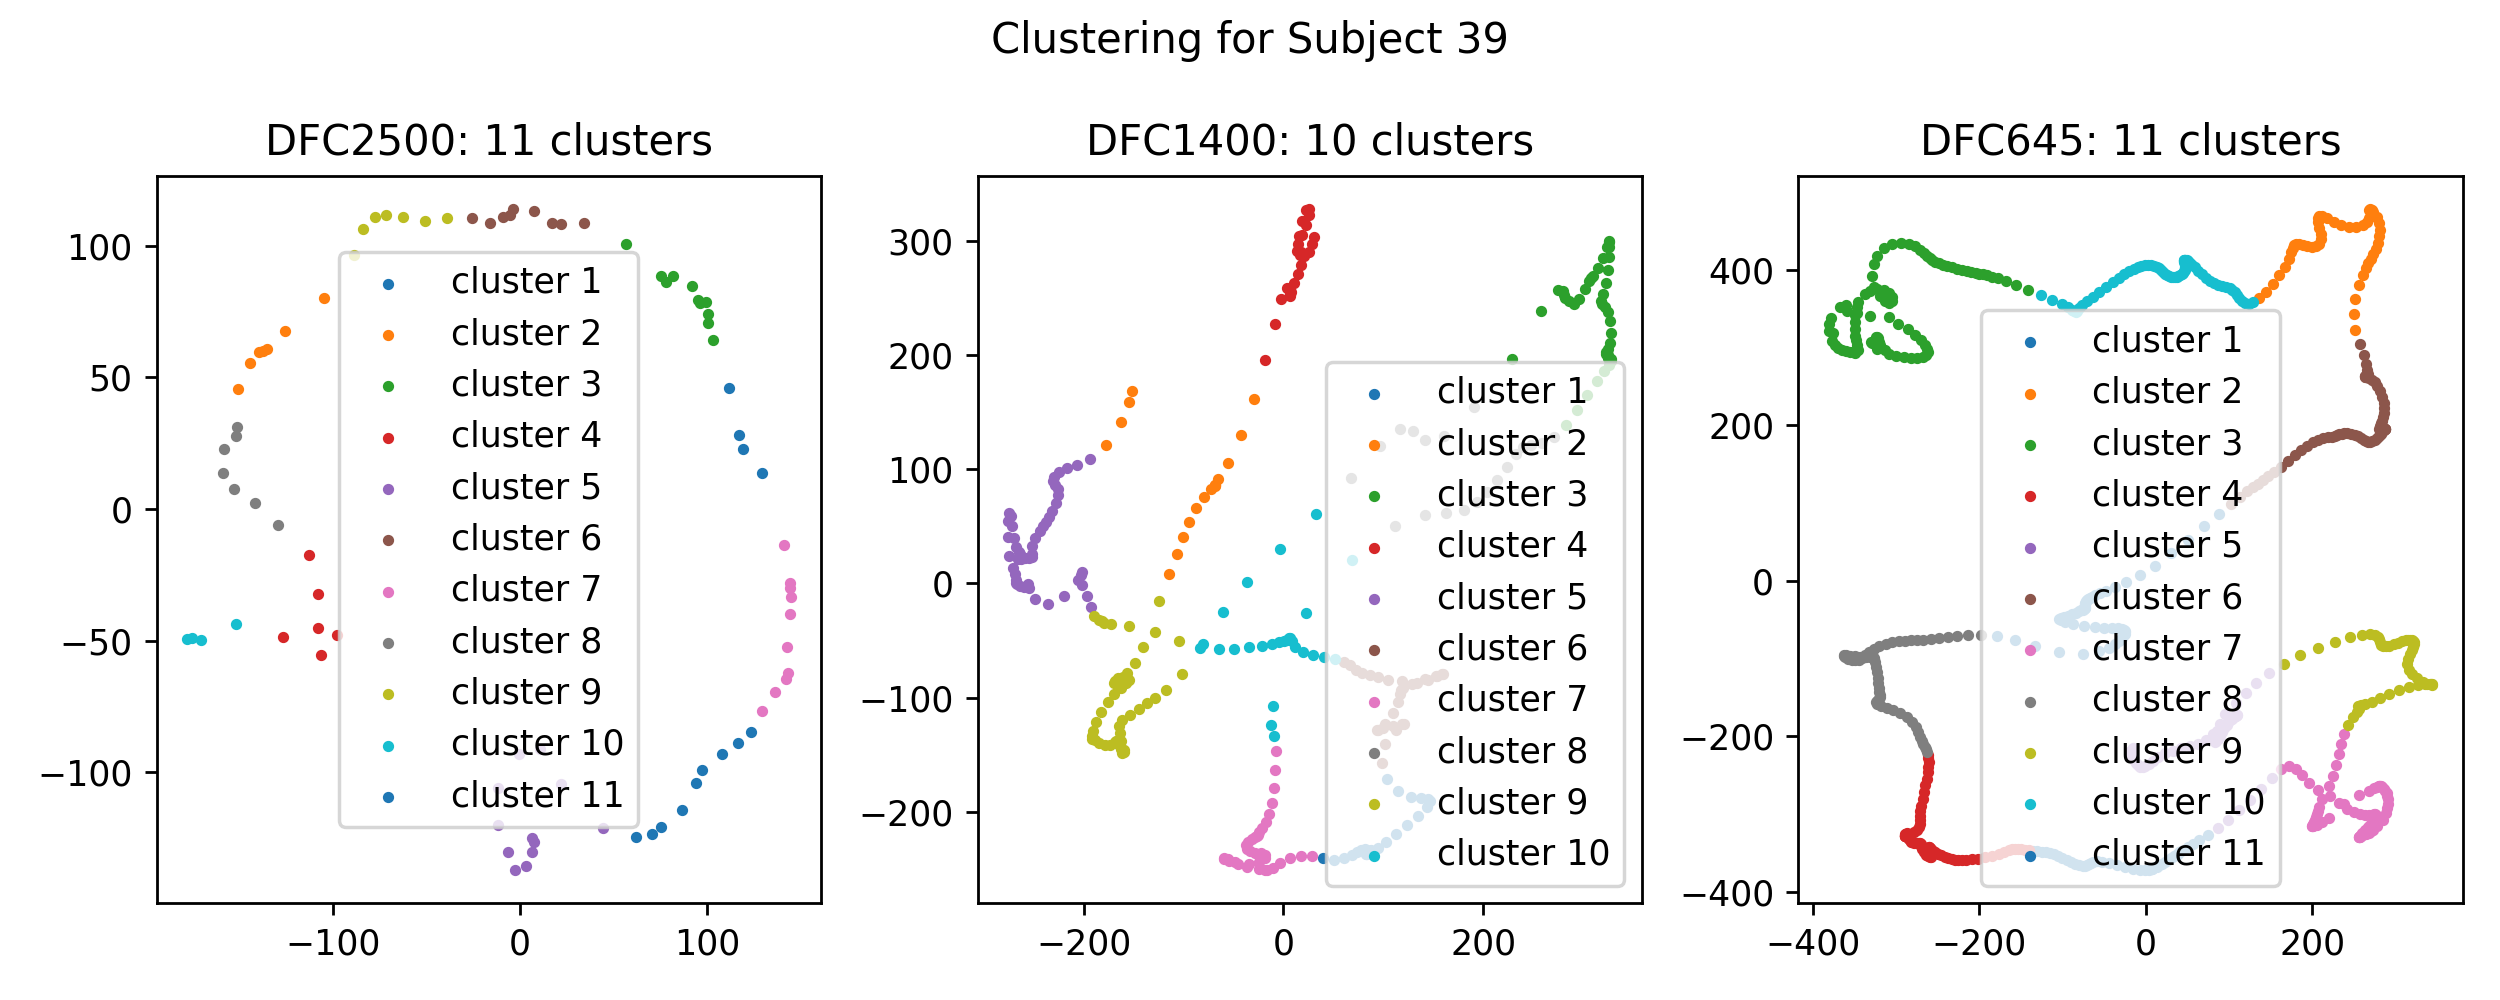 Clustering for Subject 39
DFC2500: 11 clusters
100
50
0
−50
−100
−100 0 100
cluster 1
cluster 2
cluster 3
cluster 4
cluster 5
cluster 6
cluster 7
cluster 8
cluster 9
cluster 10
cluster 11
DFC1400: 10 clusters
300
200
100
0
−100
−200
−200 0 200
cluster 1
cluster 2
cluster 3
cluster 4
cluster 5
cluster 6
cluster 7
cluster 8
cluster 9
cluster 10
DFC645: 11 clusters
400
200
0
−200
−400
−400 −200 0 200
cluster 1
cluster 2
cluster 3
cluster 4
cluster 5
cluster 6
cluster 7
cluster 8
cluster 9
cluster 10
cluster 11